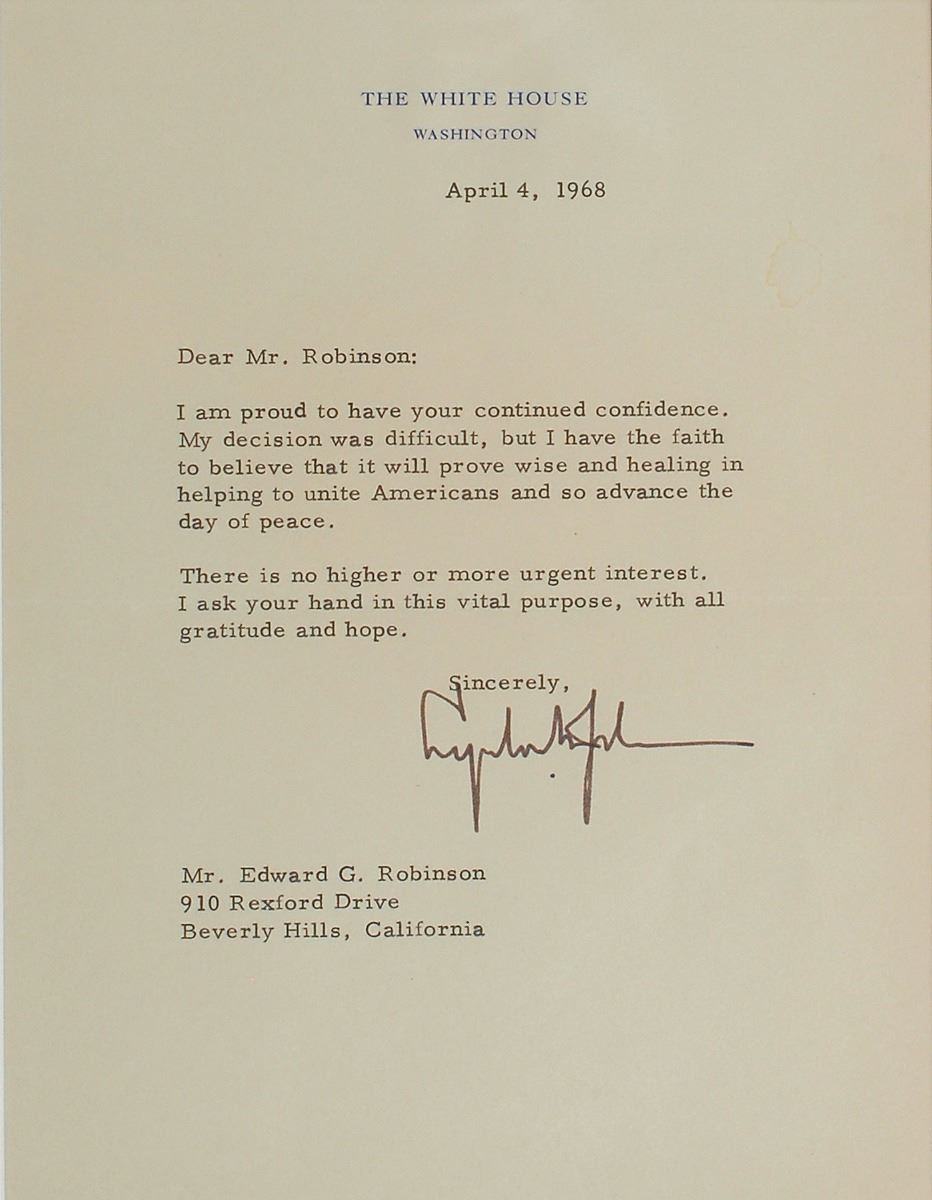 THE WHITE HOUSE
WASHINGTON
April 4, 1968
Dear Mr. Robinson:
I am proud to have your continued confidence.
My decision was difficult, but I have the faith
to believe that it will prove wise and healing in
helping to unite Americans and so advance the
day of peace.
There is no higher or more urgent interest.
I ask your hand in this vital purpose, with all
gratitude and hope.
Sincerely,
Mr. Edward G. Robinson
910 Rexford Drive
Beverly Hills, California